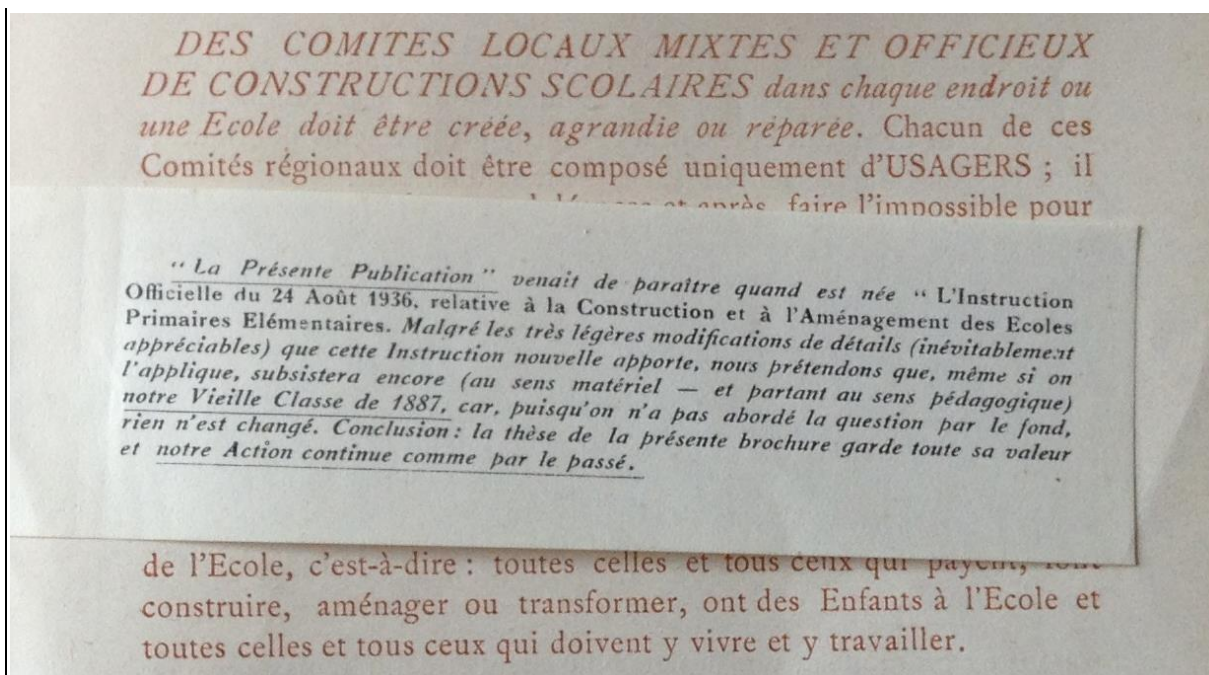 DES COMITES LOCAUX MIXTES ET OFFICIEUX
DE CONSTRUCTIONS SCOLAIRES dans chaque endroit ou
une Ecole doit être créée, agrandie ou réparée. Chacun de ces
Comités régionaux doit être composé uniquement d'USAGERS ; il
et après faire l'impossible pour
“ La Présente Publication ” venait de paraître quand est née “ L'Instruction
Officielle du 24 Août 1936, relative à la Construction et à l'Aménagement des Ecoles
Primaires Elémentaires. Malgré les très légères modifications de détails (inévitablement
appréciables) que cette Instruction nouvelle apporte, nous prétendons que, même si on
l'applique, subsistera encore (au sens matériel — et partant au sens pédagogique)
notre Vieille Classe de 1887, car, puisqu'on n'a pas abordé la question par le fond,
rien n'est changé. Conclusion : la thèse de la présente brochure garde toute sa valeur
et notre Action continue comme par le passé.
de l'Ecole, c'est-à-dire : toutes celles et tous ceux qui payent, font
construire, aménager ou transformer, ont des Enfants à l'Ecole et
toutes celles et tous ceux qui doivent y vivre et y travailler.